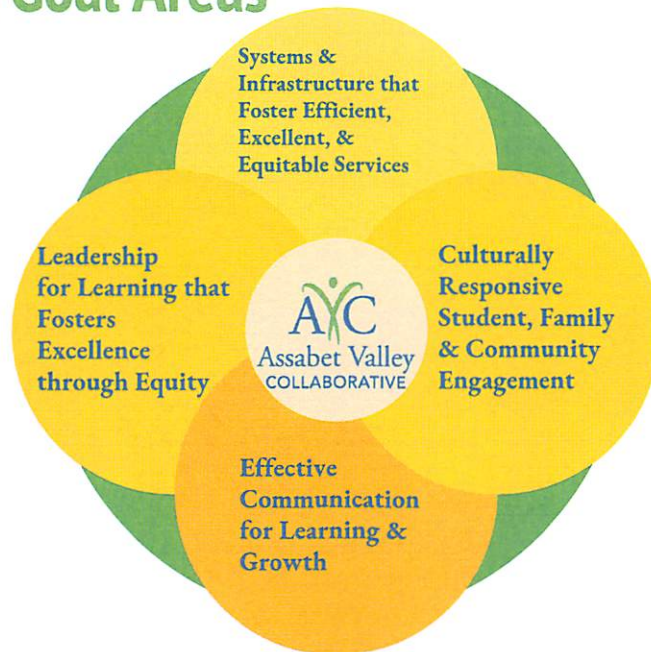 Goal Areas
Systems &
Infrastructure that
Foster Efficient,
Excellent, &
Equitable Services
Leadership
for Learning that
Fosters
Excellence
through Equity
AVC
Assabet Valley
COLLABORATIVE
Culturally
Responsive
Student, Family
& Community
Engagement
Effective
Communication
for Learning &
Growth